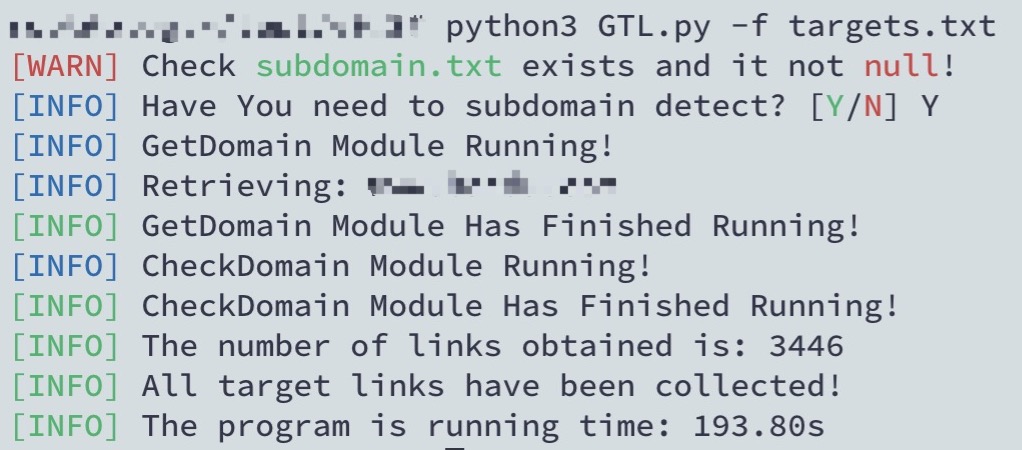 python3 GTL.py -f targets.txt
[WARN] Check subdomain.txt exists and it not null!
[INFO] Have You need to subdomain detect? [Y/N] Y
[INFO] GetDomain Module Running!
[INFO] Retrieving:
[INFO] GetDomain Module Has Finished Running!
[INFO] CheckDomain Module Running!
[INFO] CheckDomain Module Has Finished Running!
[INFO] The number of links obtained is: 3446
[INFO] All target links have been collected!
[INFO] The program is running time: 193.80s